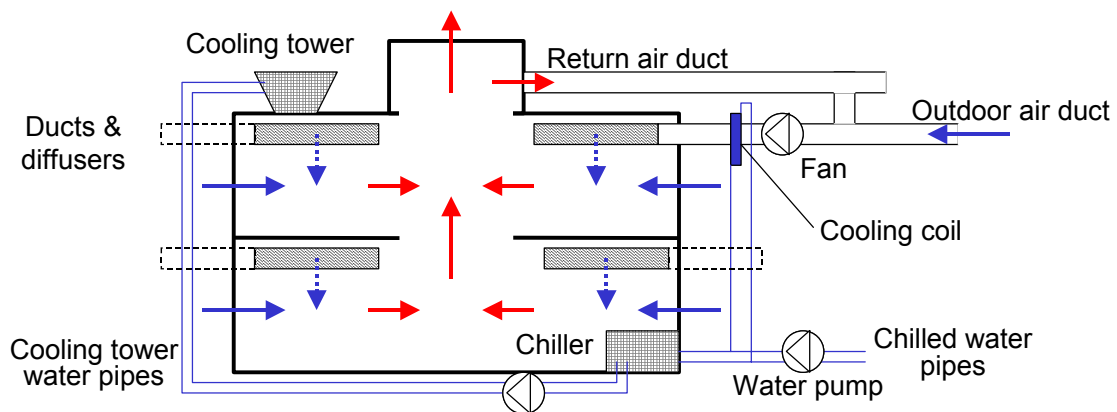 Cooling tower
Return air duct
Outdoor air duct
Ducts &
diffusers
Fan
Cooling coil
Chiller
Cooling tower
water pipes
Water pump
Chilled water
pipes